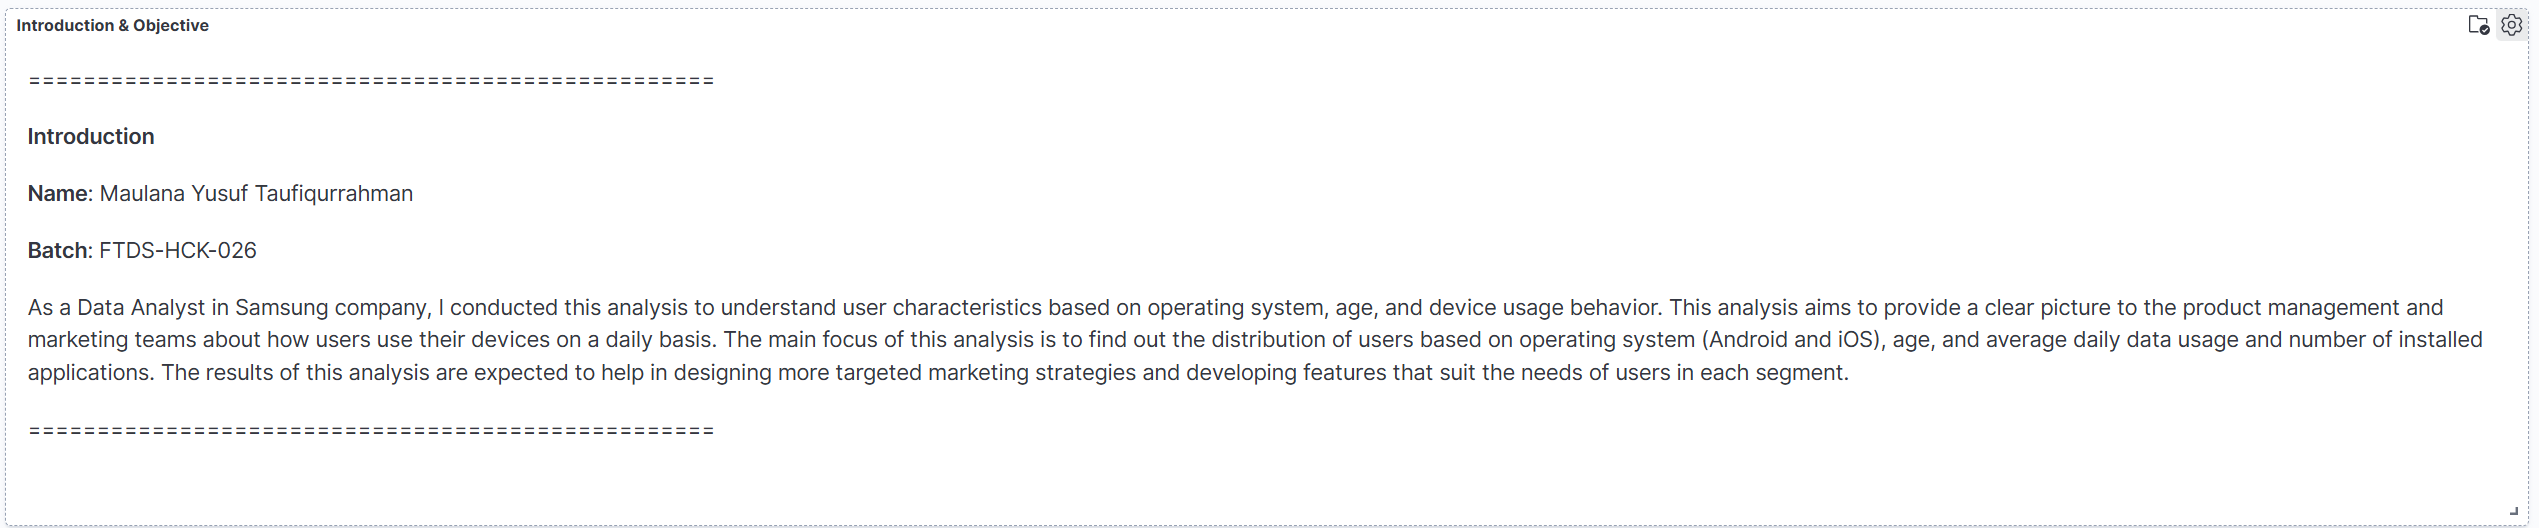 Introduction & Objective
==================================================
Introduction
Name: Maulana Yusuf Taufiqurrahman
Batch: FTDS-HCK-026
As a Data Analyst in Samsung company, I conducted this analysis to understand user characteristics based on operating system, age, and device usage behavior. This analysis aims to provide a clear picture to the product management and
marketing teams about how users use their devices on a daily basis. The main focus of this analysis is to find out the distribution of users based on operating system (Android and iOS), age, and average daily data usage and number of installed
applications. The results of this analysis are expected to help in designing more targeted marketing strategies and developing features that suit the needs of users in each segment.
==================================================